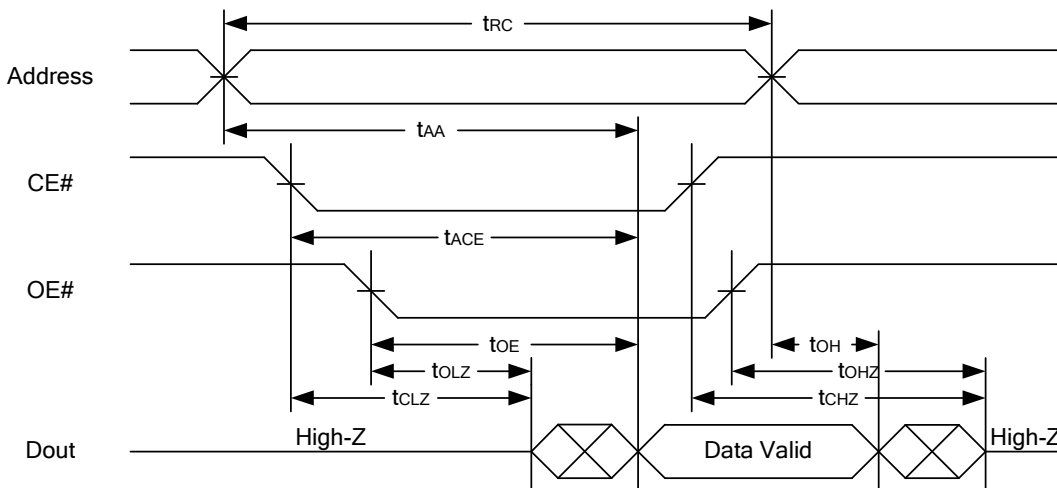 tRC
Address
tAA
CE#
tACE
OE#
tOE
tOH
tOLZ
tOHZ
tCLZ
tCHZ
High-Z
High-Z
Dout
Data Valid